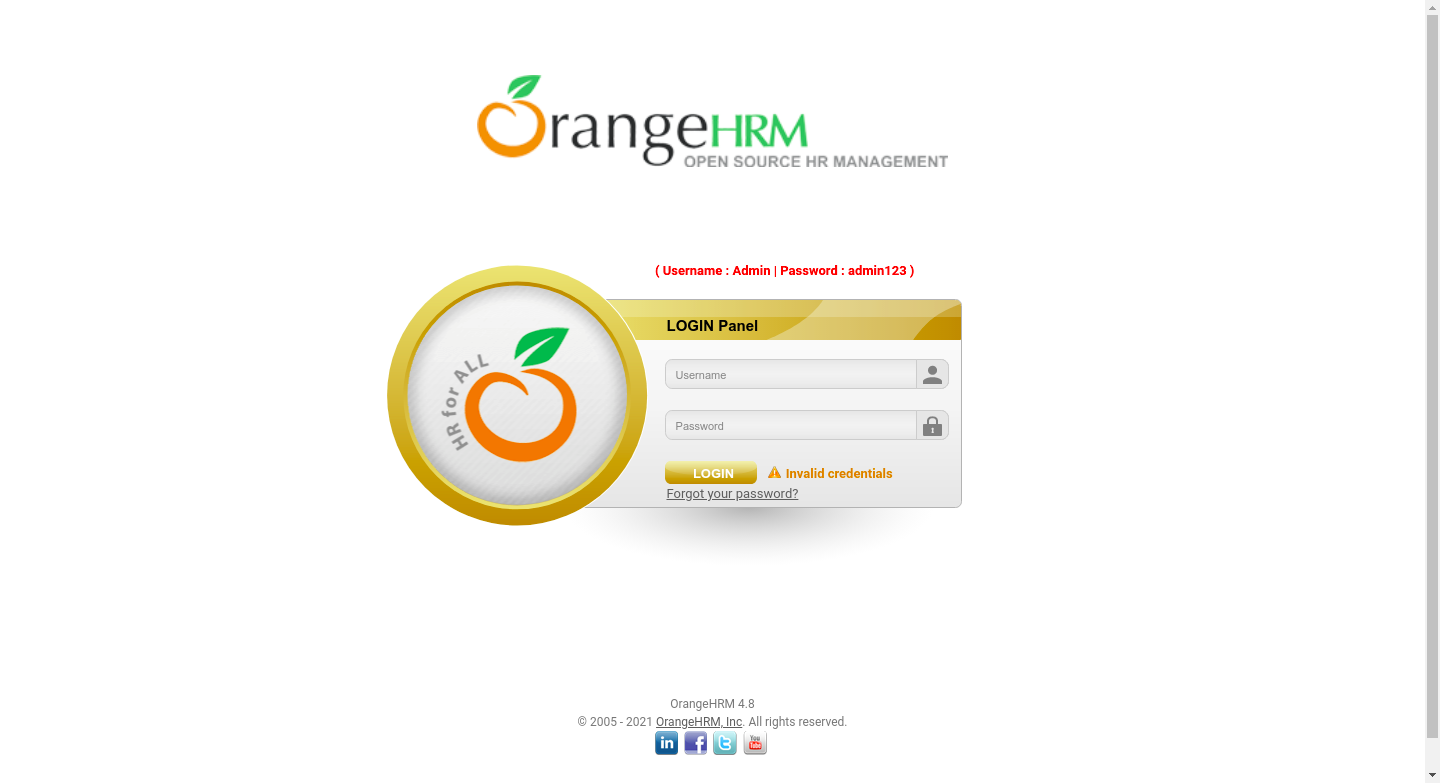 OrangeHRM
OPEN SOURCE HR MANAGEMENT
( Username : Admin | Password : admin123 )
LOGIN Panel
HR for ALL
Username
Password
LOGIN
Invalid credentials
Forgot your password?
OrangeHRM 4.8
© 2005 - 2021 OrangeHRM, Inc. All rights reserved.
in f t You Tube